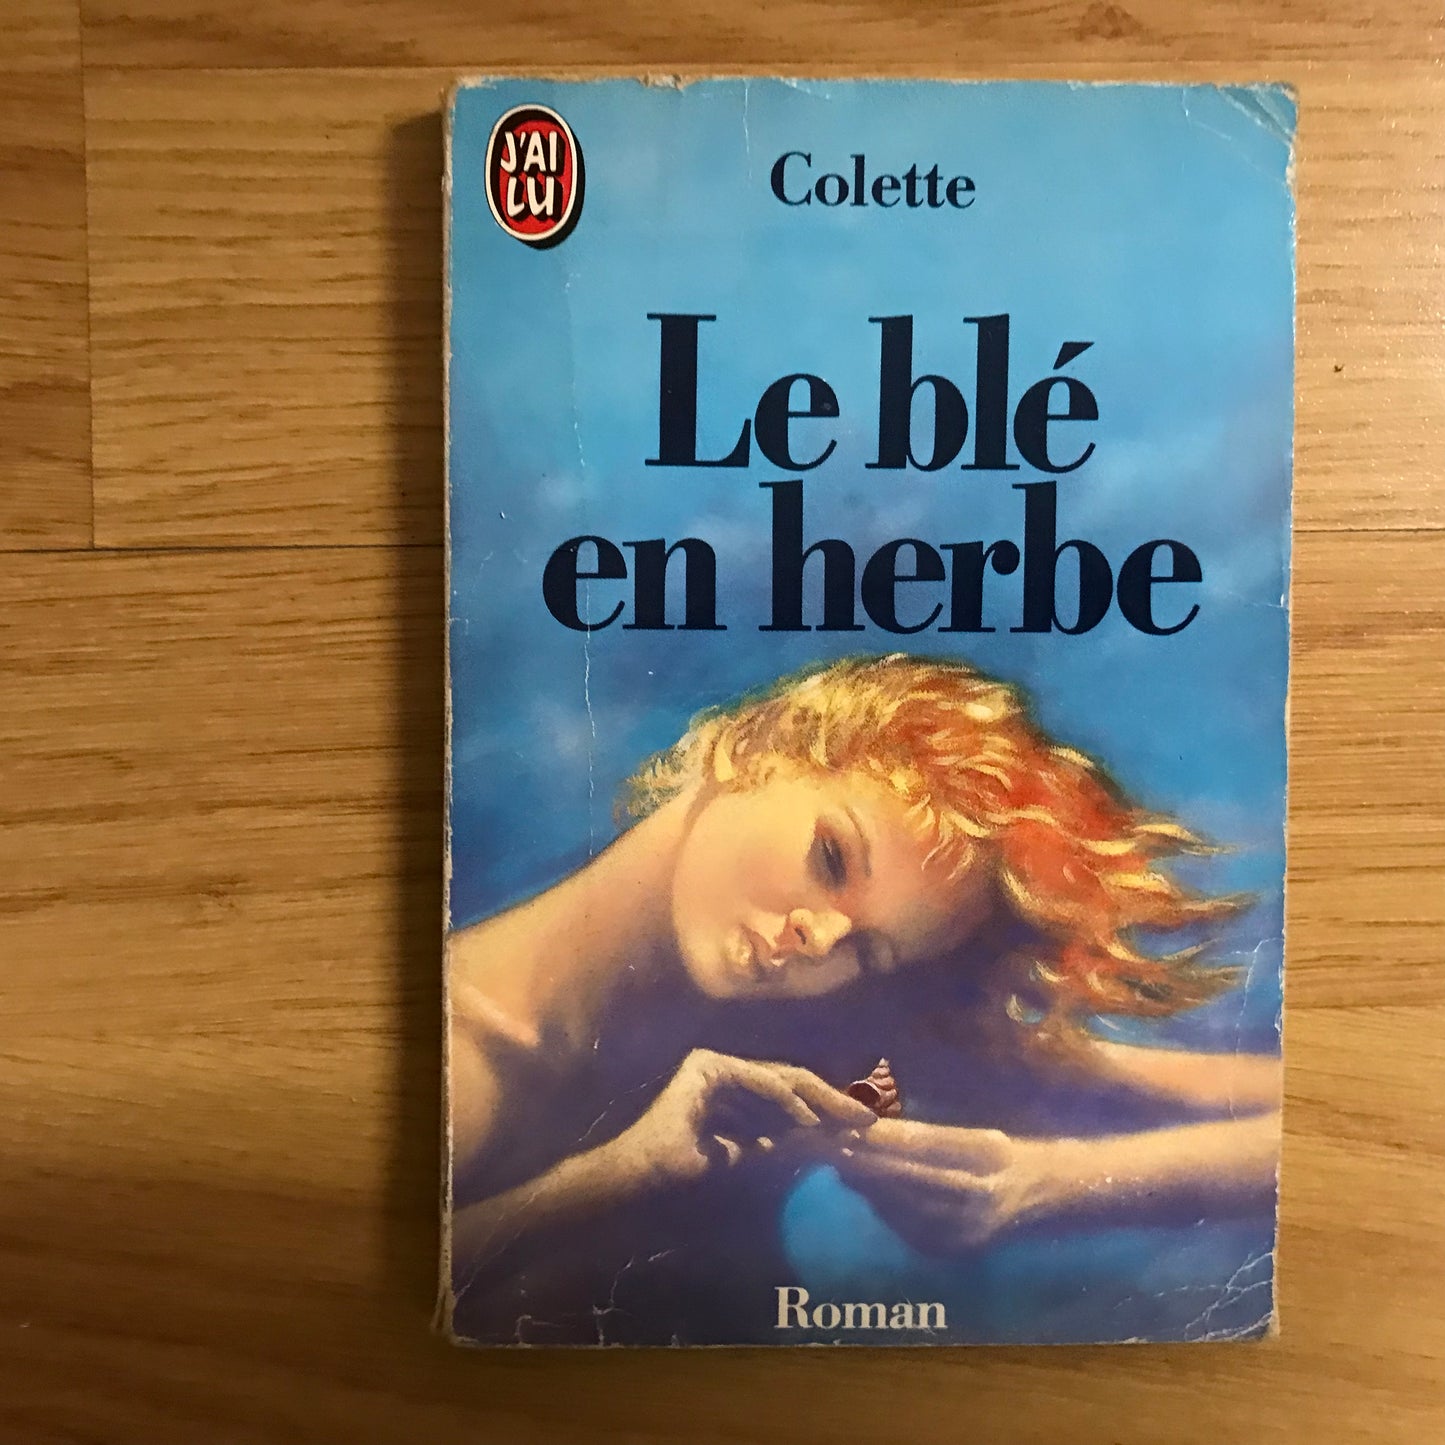 J'AI
LU
Colette
Le blé
en herbe
Roman